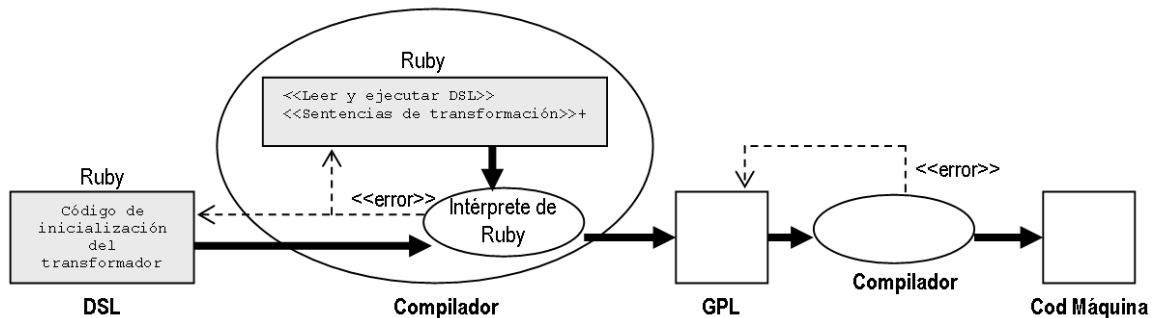 Ruby
<<Leer y ejecutar DSL>>
<<Sentencias de transformación>>+
Ruby
Código de
inicialización
del
transformador
<<error>>
Intérprete de
Ruby
<<error>>
DSL
Compilador
GPL
Compilador
Cod Máquina